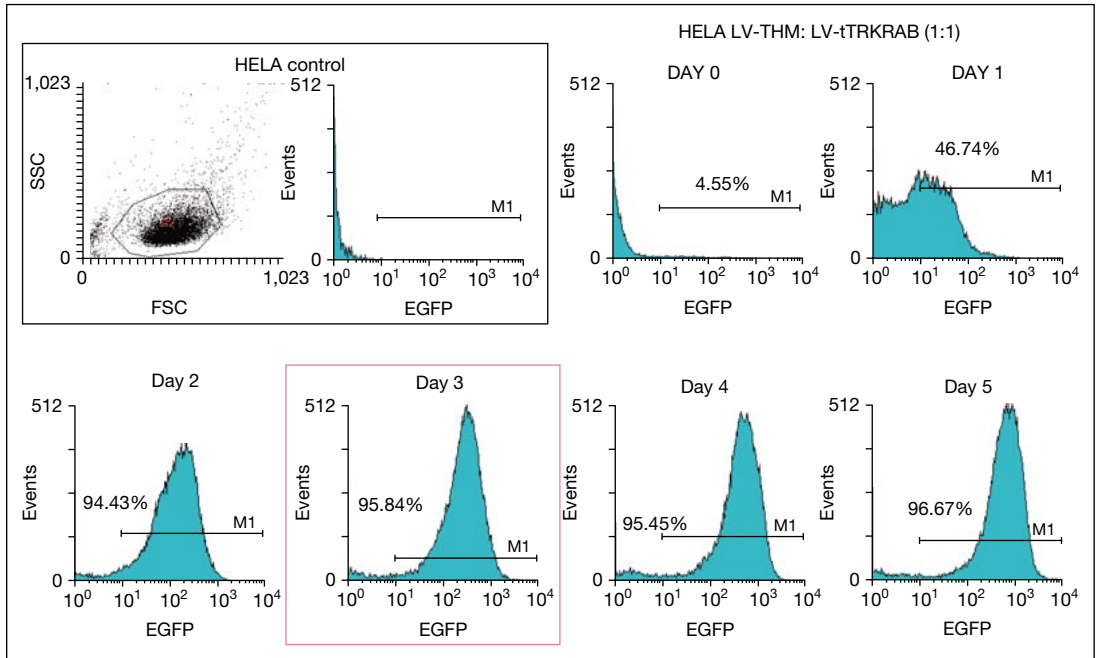 HELA LV-THM: LV-tTRKRAB (1:1)
HELA control
1,023
SSC
0
0
1,023
FSC
512
Events
M1
0
10^0 10^1 10^2 10^3 10^4
EGFP
DAY 0
512
Events
4.55%
M1
0
10^0 10^1 10^2 10^3 10^4
EGFP
DAY 1
512
Events
46.74%
M1
0
10^0 10^1 10^2 10^3 10^4
EGFP
Day 2
512
Events
94.43%
M1
0
10^0 10^1 10^2 10^3 10^4
EGFP
Day 3
512
Events
95.84%
M1
0
10^0 10^1 10^2 10^3 10^4
EGFP
Day 4
512
Events
95.45%
M1
0
10^0 10^1 10^2 10^3 10^4
EGFP
Day 5
512
Events
96.67%
M1
0
10^0 10^1 10^2 10^3 10^4
EGFP